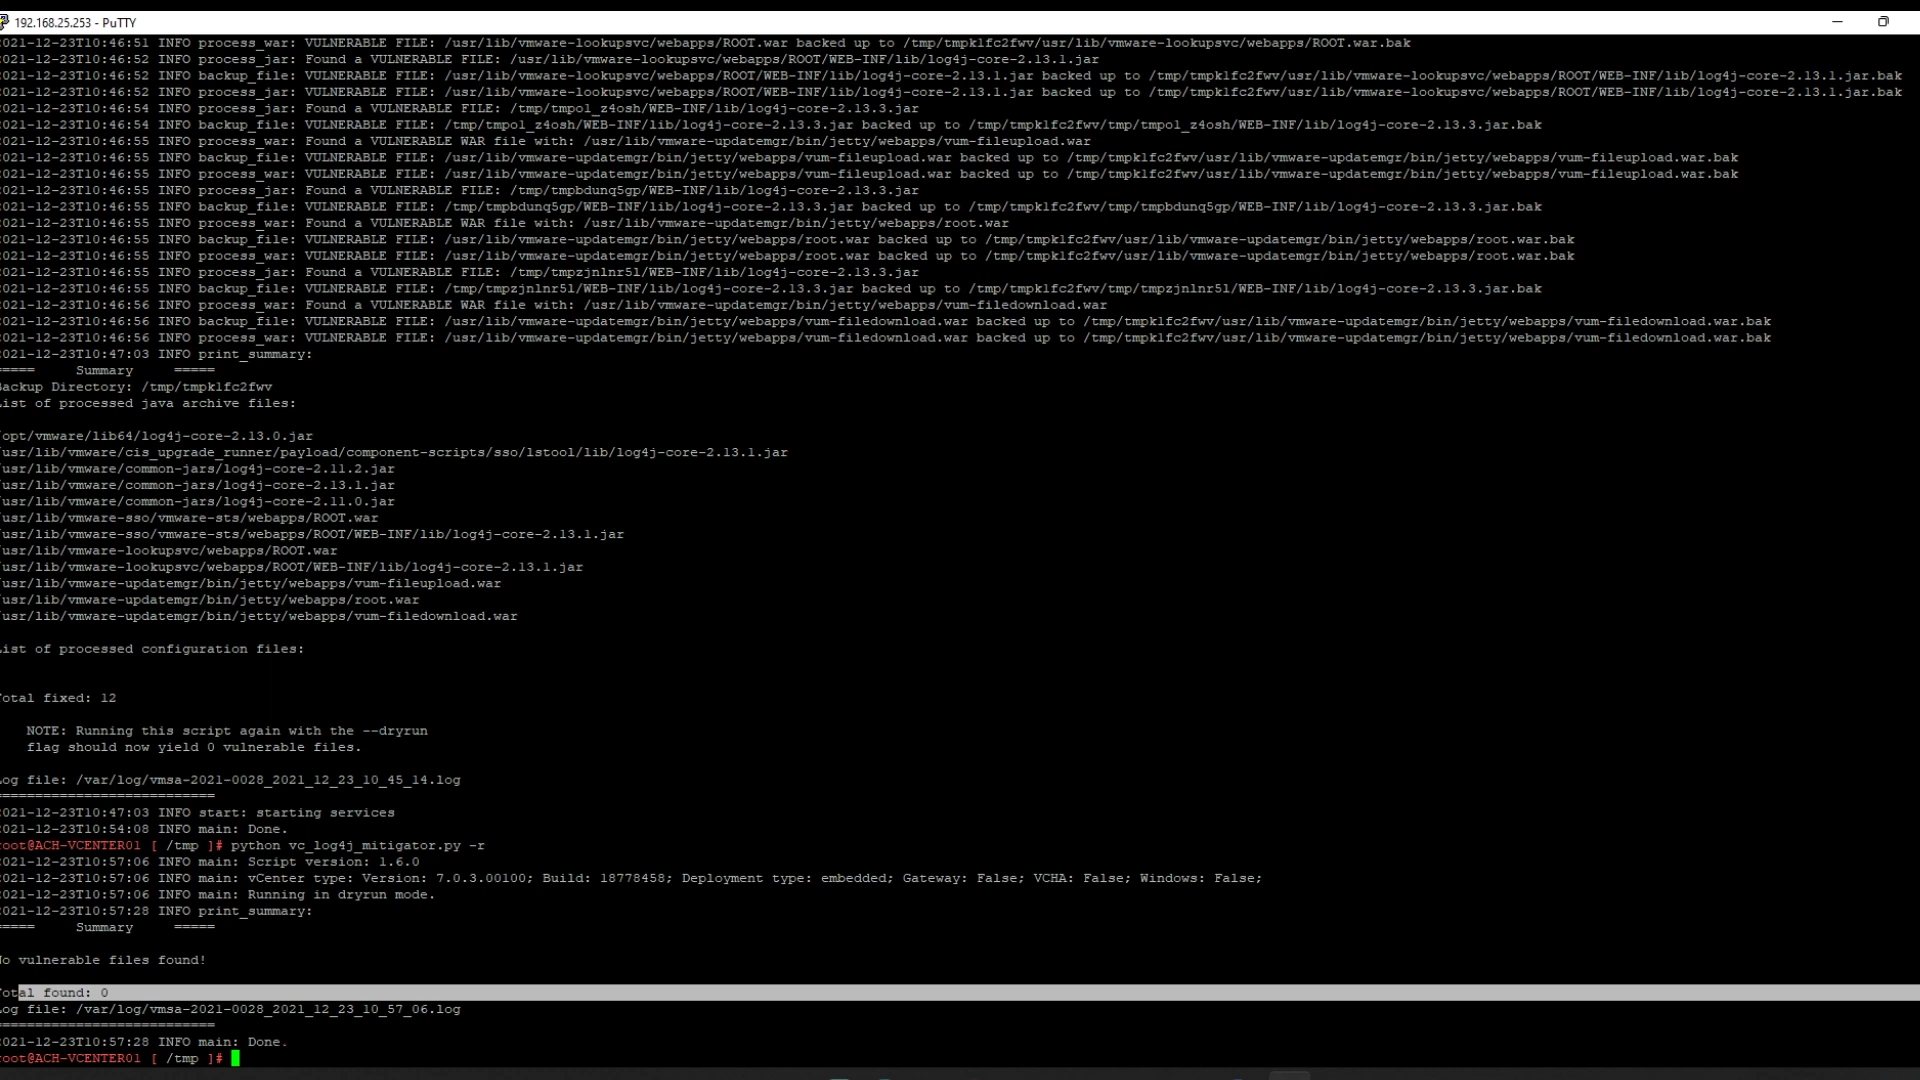 192.168.25.253 - PuTTY
021-12-23T10:46:51 INFO process_war: VULNERABLE FILE: /usr/lib/vmware-lookupsvc/webapps/ROOT.war backed up to /tmp/tmpk1fc2fwv/usr/lib/vmware-lookupsvc/webapps/ROOT.war.bak
021-12-23T10:46:52 INFO process_jar: Found a VULNERABLE FILE: /usr/lib/vmware-lookupsvc/webapps/ROOT/WEB-INF/lib/log4j-core-2.13.1.jar
021-12-23T10:46:52 INFO backup_file: VULNERABLE FILE: /usr/lib/vmware-lookupsvc/webapps/ROOT/WEB-INF/lib/log4j-core-2.13.1.jar backed up to /tmp/tmpk1fc2fwv/usr/lib/vmware-lookupsvc/webapps/ROOT/WEB-INF/lib/log4j-core-2.13.1.jar.bak
021-12-23T10:46:52 INFO process_jar: VULNERABLE FILE: /usr/lib/vmware-lookupsvc/webapps/ROOT/WEB-INF/lib/log4j-core-2.13.1.jar backed up to /tmp/tmpk1fc2fwv/usr/lib/vmware-lookupsvc/webapps/ROOT/WEB-INF/lib/log4j-core-2.13.1.jar.bak
021-12-23T10:46:54 INFO process_jar: Found a VULNERABLE FILE: /tmp/tmpol_z4osh/WEB-INF/lib/log4j-core-2.13.3.jar
021-12-23T10:46:54 INFO backup_file: VULNERABLE FILE: /tmp/tmpol_z4osh/WEB-INF/lib/log4j-core-2.13.3.jar backed up to /tmp/tmpk1fc2fwv/tmp/tmpol_z4osh/WEB-INF/lib/log4j-core-2.13.3.jar.bak
021-12-23T10:46:55 INFO process_war: Found a VULNERABLE WAR file with: /usr/lib/vmware-updatemgr/bin/jetty/webapps/vum-fileupload.war
021-12-23T10:46:55 INFO backup_file: VULNERABLE FILE: /usr/lib/vmware-updatemgr/bin/jetty/webapps/vum-fileupload.war backed up to /tmp/tmpk1fc2fwv/usr/lib/vmware-updatemgr/bin/jetty/webapps/vum-fileupload.war.bak
021-12-23T10:46:55 INFO process_war: VULNERABLE FILE: /usr/lib/vmware-updatemgr/bin/jetty/webapps/vum-fileupload.war backed up to /tmp/tmpk1fc2fwv/usr/lib/vmware-updatemgr/bin/jetty/webapps/vum-fileupload.war.bak
021-12-23T10:46:55 INFO process_jar: Found a VULNERABLE FILE: /tmp/tmpbdunq5gp/WEB-INF/lib/log4j-core-2.13.3.jar
021-12-23T10:46:55 INFO backup_file: VULNERABLE FILE: /tmp/tmpbdunq5gp/WEB-INF/lib/log4j-core-2.13.3.jar backed up to /tmp/tmpk1fc2fwv/tmp/tmpbdunq5gp/WEB-INF/lib/log4j-core-2.13.3.jar.bak
021-12-23T10:46:55 INFO process_war: Found a VULNERABLE WAR file with: /usr/lib/vmware-updatemgr/bin/jetty/webapps/root.war
021-12-23T10:46:55 INFO backup_file: VULNERABLE FILE: /usr/lib/vmware-updatemgr/bin/jetty/webapps/root.war backed up to /tmp/tmpk1fc2fwv/usr/lib/vmware-updatemgr/bin/jetty/webapps/root.war.bak
021-12-23T10:46:55 INFO process_war: VULNERABLE FILE: /usr/lib/vmware-updatemgr/bin/jetty/webapps/root.war backed up to /tmp/tmpk1fc2fwv/usr/lib/vmware-updatemgr/bin/jetty/webapps/root.war.bak
021-12-23T10:46:55 INFO process_jar: Found a VULNERABLE FILE: /tmp/tmpzjnlnr5l/WEB-INF/lib/log4j-core-2.13.3.jar
021-12-23T10:46:55 INFO backup_file: VULNERABLE FILE: /tmp/tmpzjnlnr5l/WEB-INF/lib/log4j-core-2.13.3.jar backed up to /tmp/tmpk1fc2fwv/tmp/tmpzjnlnr5l/WEB-INF/lib/log4j-core-2.13.3.jar.bak
021-12-23T10:46:56 INFO process_war: Found a VULNERABLE WAR file with: /usr/lib/vmware-updatemgr/bin/jetty/webapps/vum-filedownload.war
021-12-23T10:46:56 INFO backup_file: VULNERABLE FILE: /usr/lib/vmware-updatemgr/bin/jetty/webapps/vum-filedownload.war backed up to /tmp/tmpk1fc2fwv/usr/lib/vmware-updatemgr/bin/jetty/webapps/vum-filedownload.war.bak
021-12-23T10:46:56 INFO process_war: VULNERABLE FILE: /usr/lib/vmware-updatemgr/bin/jetty/webapps/vum-filedownload.war backed up to /tmp/tmpk1fc2fwv/usr/lib/vmware-updatemgr/bin/jetty/webapps/vum-filedownload.war.bak
2021-12-23T10:47:03 INFO print_summary:
===== Summary =====
Backup Directory: /tmp/tmpk1fc2fwv
List of processed java archive files:
/opt/vmware/lib64/log4j-core-2.13.0.jar
/usr/lib/vmware/cis_upgrade_runner/payload/component-scripts/sso/lstool/lib/log4j-core-2.13.1.jar
/usr/lib/vmware/common-jars/log4j-core-2.11.2.jar
/usr/lib/vmware/common-jars/log4j-core-2.13.1.jar
/usr/lib/vmware/common-jars/log4j-core-2.11.0.jar
/usr/lib/vmware-sso/vmware-sts/webapps/ROOT.war
/usr/lib/vmware-sso/vmware-sts/webapps/ROOT/WEB-INF/lib/log4j-core-2.13.1.jar
/usr/lib/vmware-lookupsvc/webapps/ROOT.war
/usr/lib/vmware-lookupsvc/webapps/ROOT/WEB-INF/lib/log4j-core-2.13.1.jar
/usr/lib/vmware-updatemgr/bin/jetty/webapps/vum-fileupload.war
/usr/lib/vmware-updatemgr/bin/jetty/webapps/root.war
/usr/lib/vmware-updatemgr/bin/jetty/webapps/vum-filedownload.war
List of processed configuration files:
Total fixed: 12
NOTE: Running this script again with the --dryrun
flag should now yield 0 vulnerable files.
Log file: /var/log/vmsa-2021-0028_2021_12_23_10_45_14.log
===========================
2021-12-23T10:47:03 INFO start: starting services
2021-12-23T10:54:08 INFO main: Done.
root@ACH-VCENTER01 [ /tmp ]# python vc_log4j_mitigator.py -r
2021-12-23T10:57:06 INFO main: Script version: 1.6.0
2021-12-23T10:57:06 INFO main: vCenter type: Version: 7.0.3.00100; Build: 18778458; Deployment type: embedded; Gateway: False; VCHA: False; Windows: False;
2021-12-23T10:57:06 INFO main: Running in dryrun mode.
2021-12-23T10:57:28 INFO print_summary:
===== Summary =====
No vulnerable files found!
Total found: 0
Log file: /var/log/vmsa-2021-0028_2021_12_23_10_57_06.log
===========================
2021-12-23T10:57:28 INFO main: Done.
root@ACH-VCENTER01 [ /tmp ]#